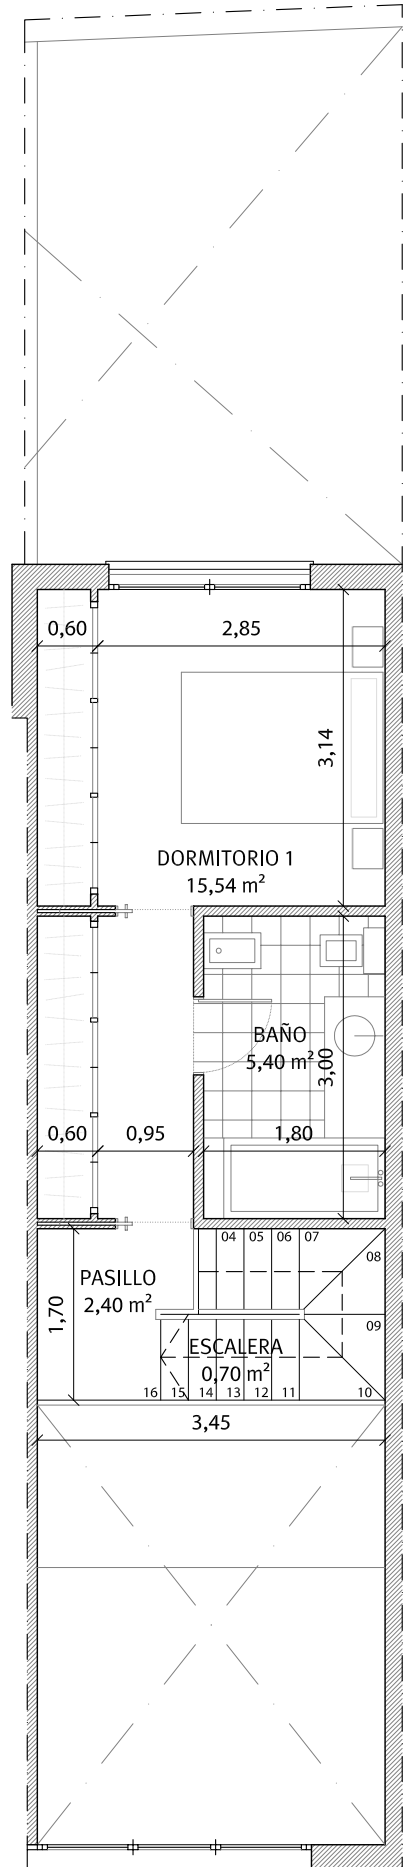 0,60
2,85
3,14
DORMITORIO 1
15,54 m²
BAÑO
5,40 m²
3,00
0,60
0,95
1,80
04
05
06
07
08
PASILLO
2,40 m²
1,70
09
ESCALERA
0,70 m²
16
15
14
13
12
11
10
3,45